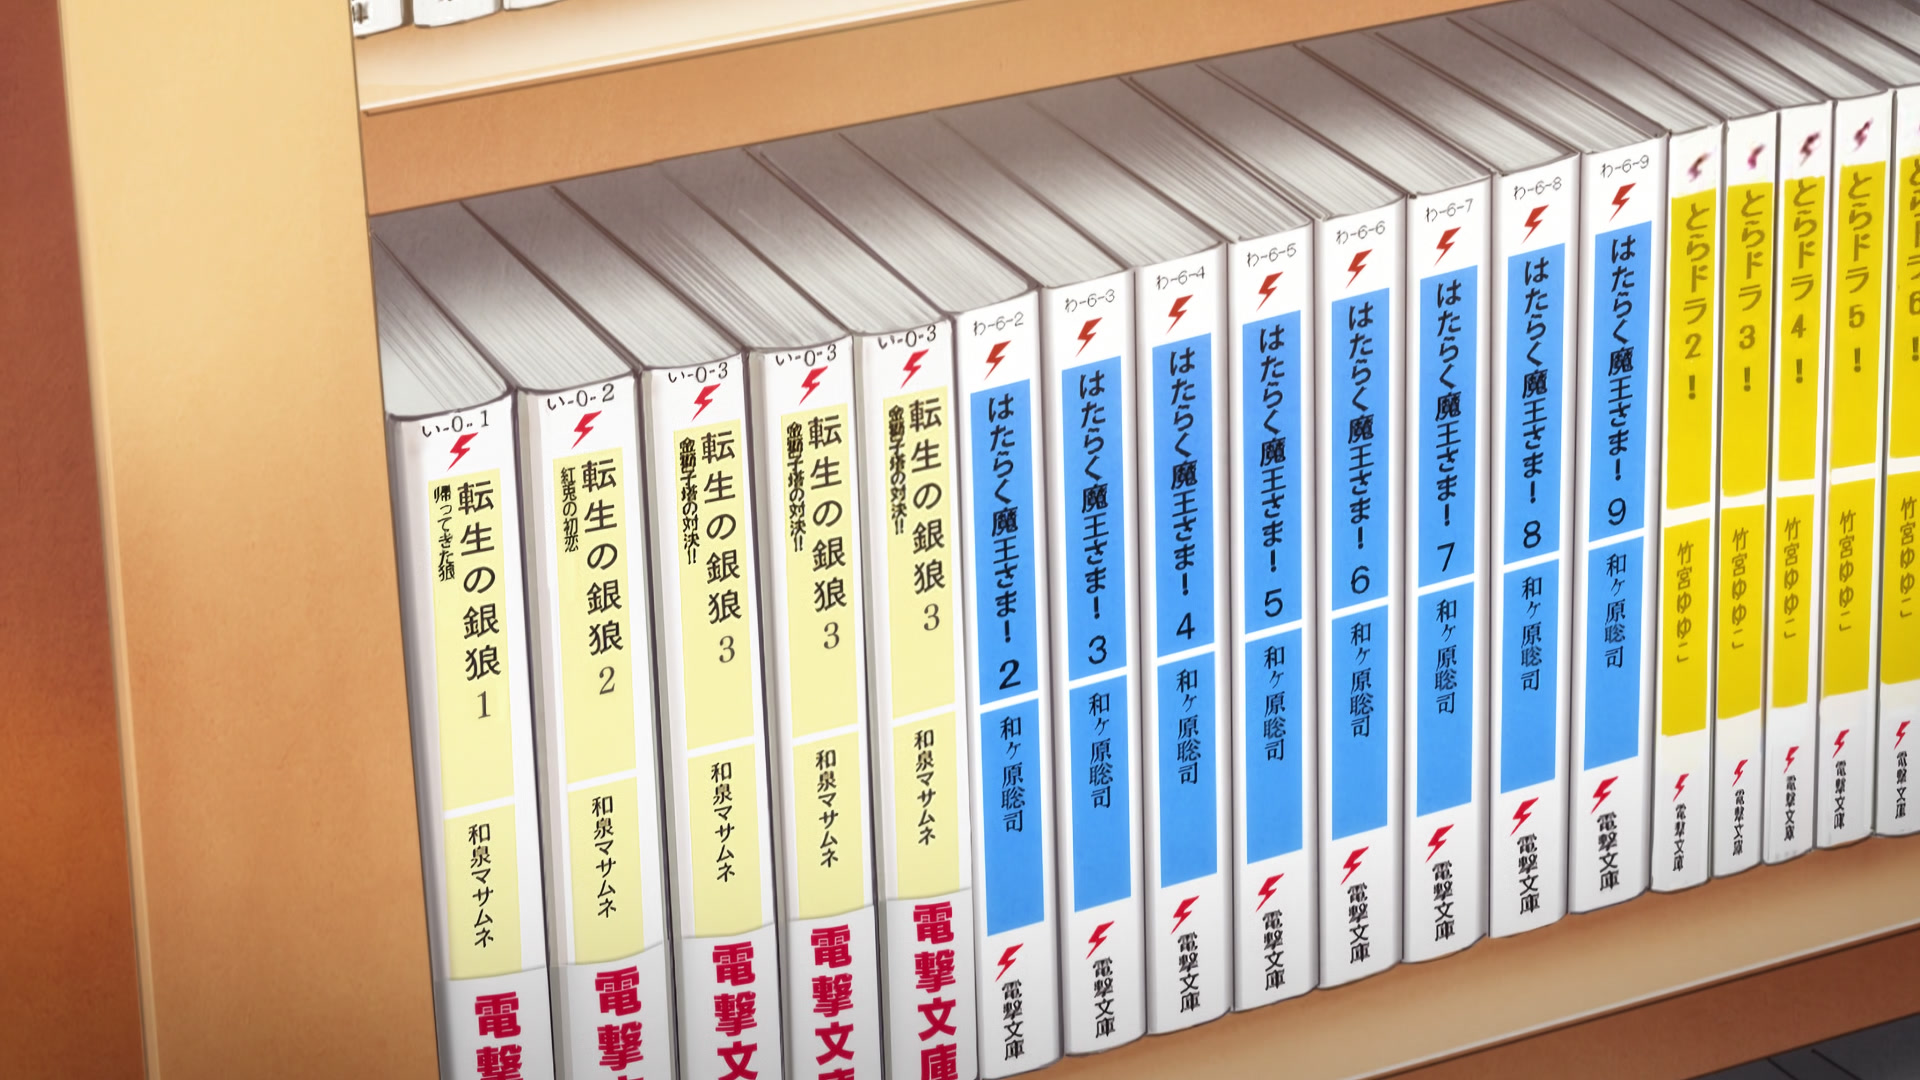 い-0-1
転生の銀狼 1
帰ってきた狼
和泉マサムネ
電撃
い-0-2
転生の銀狼 2
紅兎の初恋
和泉マサムネ
電撃
い-0-3
転生の銀狼 3
金獅子塔の対決!!
和泉マサムネ
電撃文
い-0-3
転生の銀狼 3
金獅子塔の対決!!
和泉マサムネ
電撃文
い-0-3
転生の銀狼 3
金獅子塔の対決!!
和泉マサムネ
電撃文庫
わ-6-2
はたらく魔王さま! 2
和ヶ原聡司
電撃文庫
わ-6-3
はたらく魔王さま! 3
和ヶ原聡司
電撃文庫
わ-6-4
はたらく魔王さま! 4
和ヶ原聡司
電撃文庫
わ-6-5
はたらく魔王さま! 5
和ヶ原聡司
電撃文庫
わ-6-6
はたらく魔王さま! 6
和ヶ原聡司
電撃文庫
わ-6-7
はたらく魔王さま! 7
和ヶ原聡司
電撃文庫
わ-6-8
はたらく魔王さま! 8
和ヶ原聡司
電撃文庫
わ-6-9
はたらく魔王さま! 9
和ヶ原聡司
電撃文庫
とらドラ2!
竹宮ゆゆこ
電撃文庫
とらドラ3!
竹宮ゆゆこ
電撃文庫
とらドラ4!
竹宮ゆゆこ
電撃文庫
とらドラ5!
竹宮ゆゆこ
電撃文庫
とらドラ6!
竹宮ゆゆこ
電撃文庫